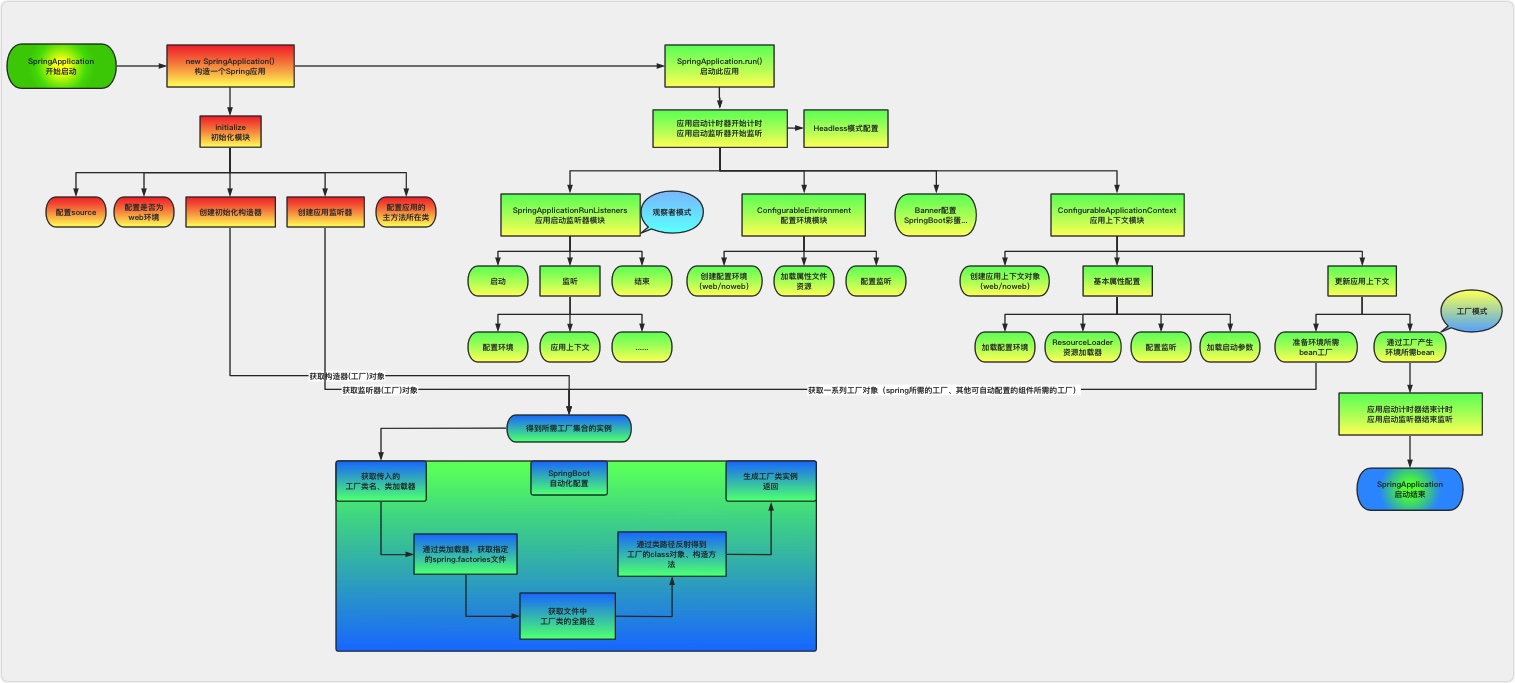 SpringApplication
开始启动
new SpringApplication()
构造一个Spring应用
SpringApplication.run()
启动此应用
initialize
初始化模块
应用启动计时器开始计时
应用启动监听器开始监听
Headless模式配置
配置source
配置是否为
web环境
创建初始化构造器
创建应用监听器
配置应用的
主方法所在类
SpringApplicationRunListeners
应用启动监听器模块
观察者模式
ConfigurableEnvironment
配置环境模块
Banner配置
SpringBoot彩蛋...
ConfigurableApplicationContext
应用上下文模块
启动
监听
结束
创建配置环境
(web/noweb)
加载属性文件
资源
配置监听
创建应用上下文对象
(web/noweb)
基本属性配置
更新应用上下文
工厂模式
配置环境
应用上下文
......
加载配置环境
ResourceLoader
资源加载器
配置监听
加载启动参数
准备环境所需
bean工厂
通过工厂产生
环境所需bean
获取构造器(工厂)对象
获取监听器(工厂)对象
获取一系列工厂对象（spring所需的工厂、其他可自动配置的组件所需的工厂）
应用启动计时器结束计时
应用启动监听器结束监听
得到所需工厂集合的实例
获取传入的
工厂类名、类加载器
SpringBoot
自动化配置
生成工厂类实例
返回
SpringApplication
启动结束
通过类加载器，获取指定
的spring.factories文件
通过类路径反射得到
工厂的class对象、构造方
法
获取文件中
工厂类的全路径